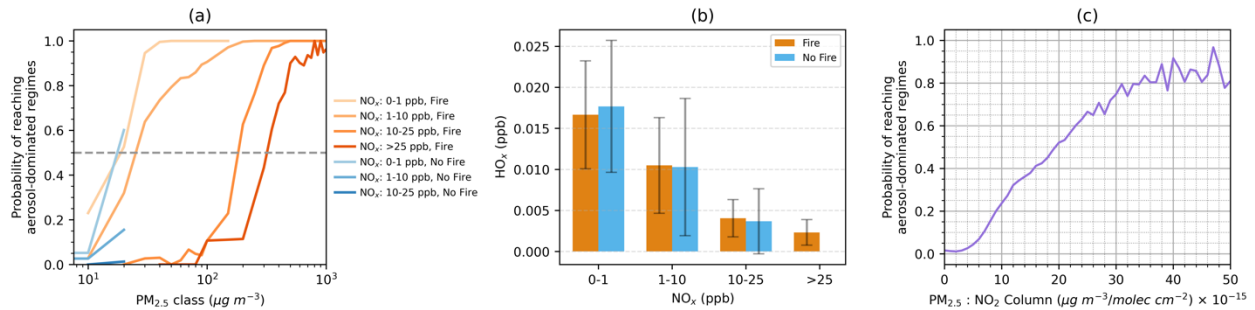 (a)
Probability of reaching
aerosol-dominated regimes
1.0
0.8
0.6
0.4
0.2
0.0
10¹
10²
10³
PM₂.₅ class (μg m⁻³)
NOₓ: 0-1 ppb, Fire
NOₓ: 1-10 ppb, Fire
NOₓ: 10-25 ppb, Fire
NOₓ: >25 ppb, Fire
NOₓ: 0-1 ppb, No Fire
NOₓ: 1-10 ppb, No Fire
NOₓ: 10-25 ppb, No Fire
(b)
HOₓ (ppb)
0.025
0.020
0.015
0.010
0.005
0.000
Fire
No Fire
0-1
1-10
10-25
>25
NOₓ (ppb)
(c)
Probability of reaching
aerosol-dominated regimes
1.0
0.8
0.6
0.4
0.2
0.0
0
10
20
30
40
50
PM₂.₅ : NO₂ Column (μg m⁻³/molec cm⁻²) × 10⁻¹⁵